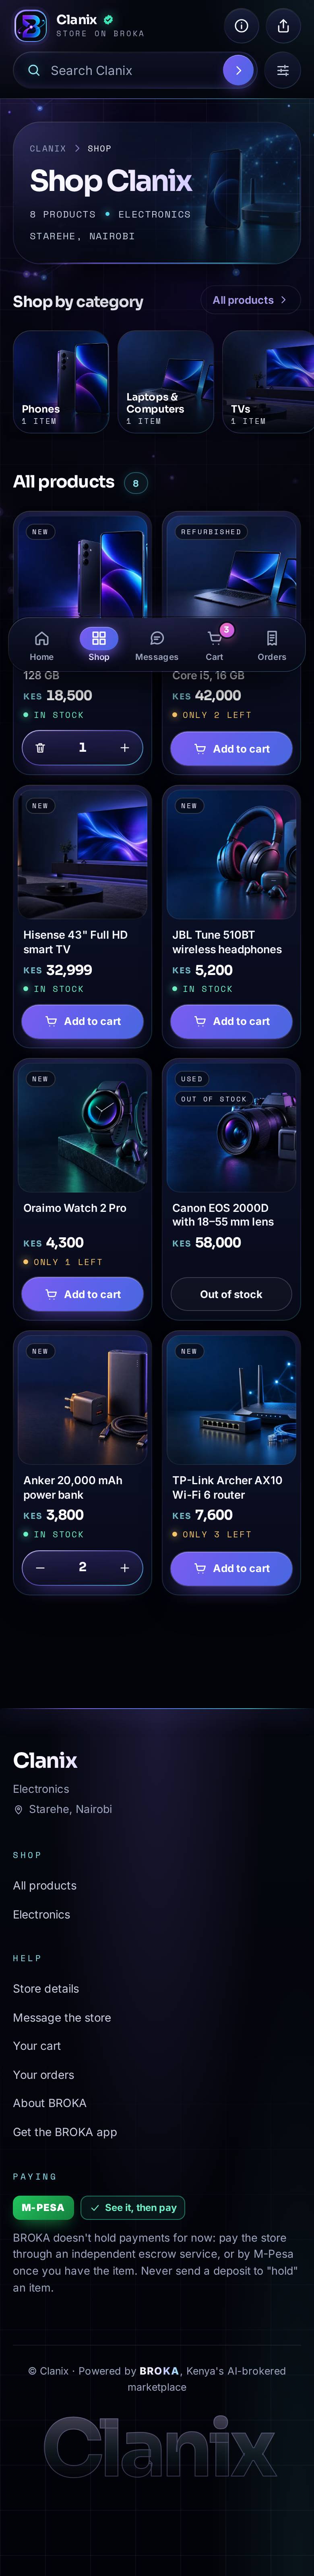 Clanix
STORE ON BROKA
Search Clanix
CLANIX > SHOP
Shop Clanix
8 PRODUCTS • ELECTRONICS
STAREHE, NAIROBI
Shop by category
All products >
Phones
1 ITEM
Laptops &
Computers
1 ITEM
TVs
1 ITEM
All products 8
NEW
REFURBISHED
Home
Shop
Messages
3
Cart
Orders
128 GB
KES 18,500
IN STOCK
1 +
Core i5, 16 GB
KES 42,000
ONLY 2 LEFT
Add to cart
NEW
Hisense 43" Full HD
smart TV
KES 32,999
IN STOCK
Add to cart
NEW
JBL Tune 510BT
wireless headphones
KES 5,200
IN STOCK
Add to cart
NEW
Oraimo Watch 2 Pro
KES 4,300
ONLY 1 LEFT
Add to cart
USED
OUT OF STOCK
Canon EOS 2000D
with 18–55 mm lens
KES 58,000
Out of stock
NEW
Anker 20,000 mAh
power bank
KES 3,800
IN STOCK
− 2 +
NEW
TP-Link Archer AX10
Wi-Fi 6 router
KES 7,600
ONLY 3 LEFT
Add to cart
Clanix
Electronics
Starehe, Nairobi
SHOP
All products
Electronics
HELP
Store details
Message the store
Your cart
Your orders
About BROKA
Get the BROKA app
PAYING
M-PESA
See it, then pay
BROKA doesn't hold payments for now: pay the store
through an independent escrow service, or by M-Pesa
once you have the item. Never send a deposit to "hold"
an item.
© Clanix · Powered by BROKA, Kenya's AI-brokered
marketplace
Clanix